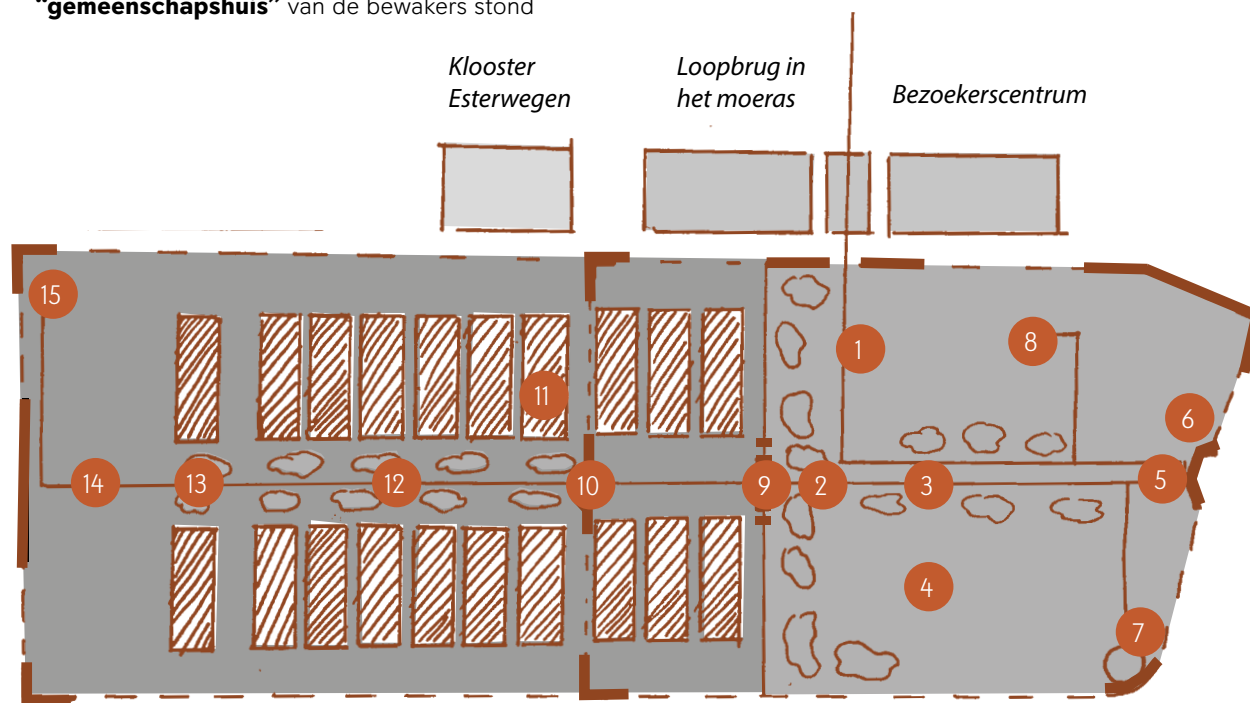 “gemeenschapshuis” van de bewakers stond
Klooster
Esterwegen
Loopbrug in
het moeras
Bezoekerscentrum
15
1
8
11
6
14
13
12
10
9
2
3
5
4
7